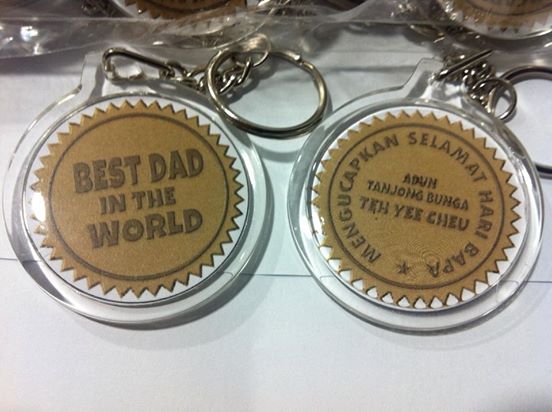 BEST DAD
IN THE
WORLD
MENGUCAPKAN SELAMAT HARI BAPA
ADUN
TANJONG BUNGA
TEH YEE CHEU